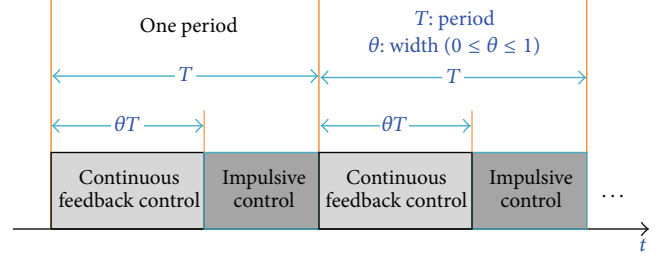 One period
T: period
θ: width (0 ≤ θ ≤ 1)
T
T
θT
θT
Continuous
feedback control
Impulsive
control
Continuous
feedback control
Impulsive
control
...
t